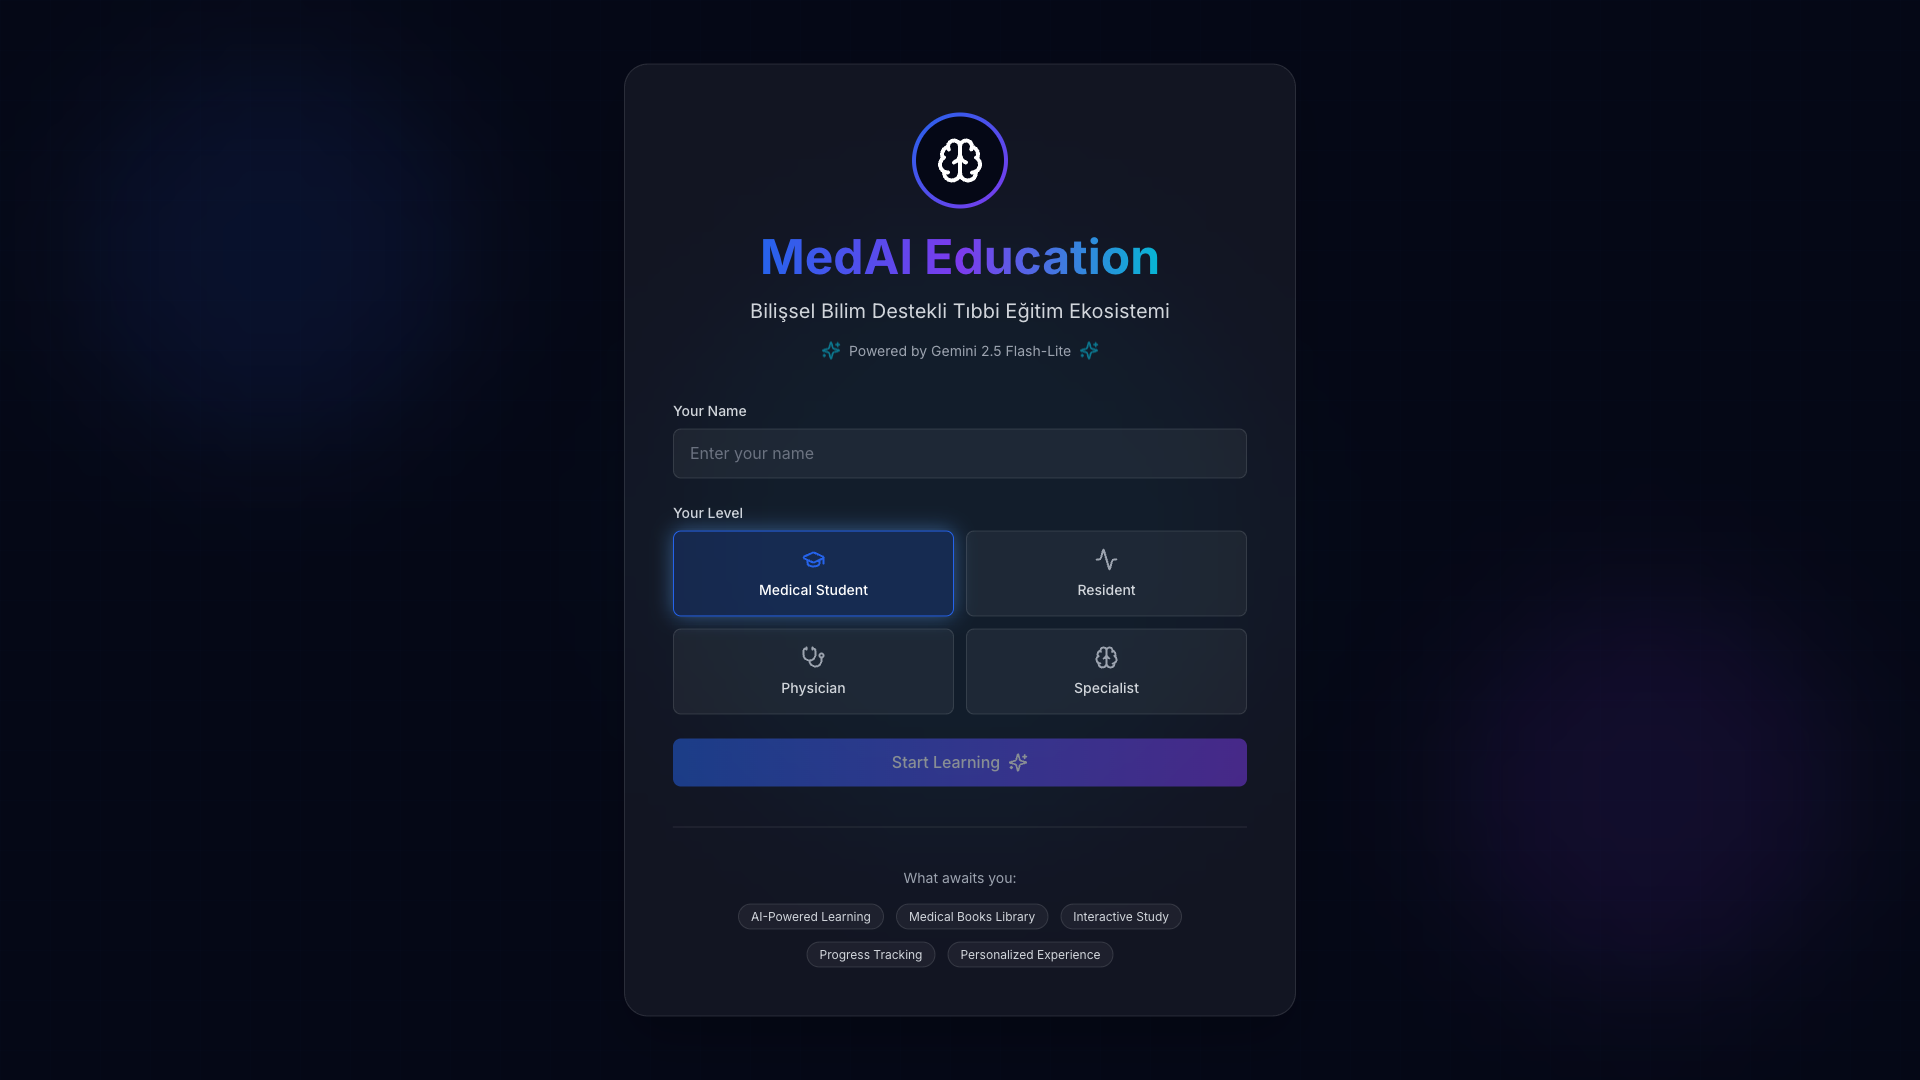 MedAI Education
Bilişsel Bilim Destekli Tıbbi Eğitim Ekosistemi
Powered by Gemini 2.5 Flash-Lite
Your Name
Enter your name
Your Level
Medical Student
Resident
Physician
Specialist
Start Learning
What awaits you:
AI-Powered Learning Medical Books Library Interactive Study
Progress Tracking Personalized Experience